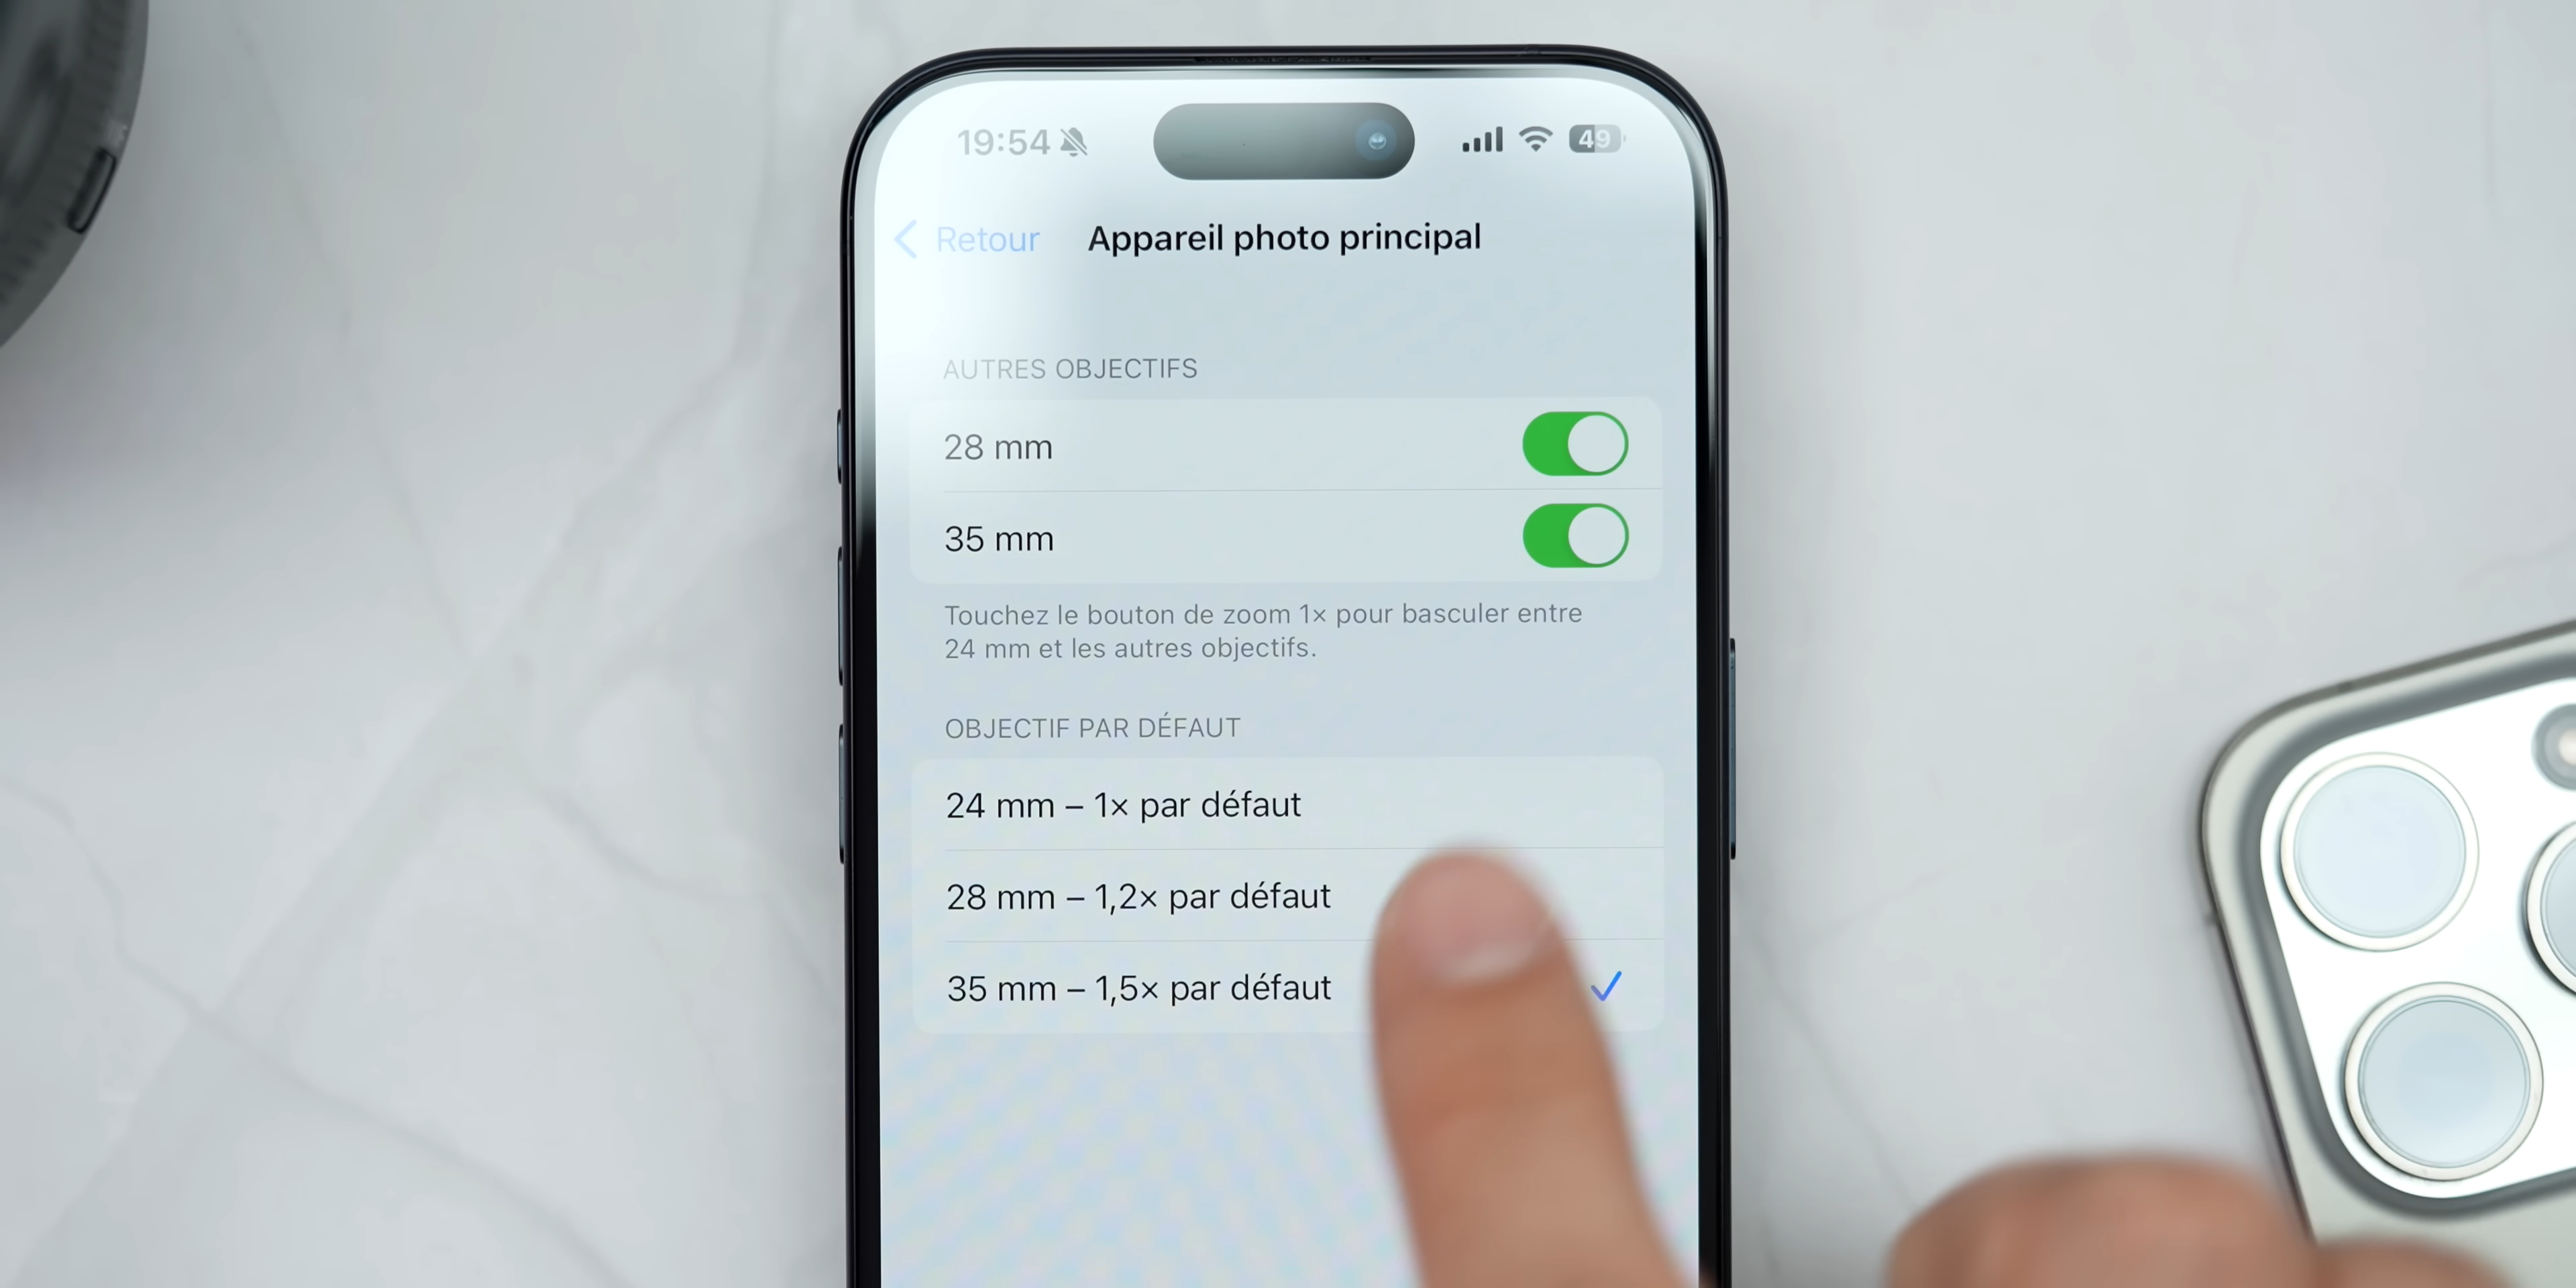 19:54
49
Retour
Appareil photo principal
AUTRES OBJECTIFS
28 mm
35 mm
Touchez le bouton de zoom 1× pour basculer entre
24 mm et les autres objectifs.
OBJECTIF PAR DÉFAUT
24 mm – 1× par défaut
28 mm – 1,2× par défaut
35 mm – 1,5× par défaut